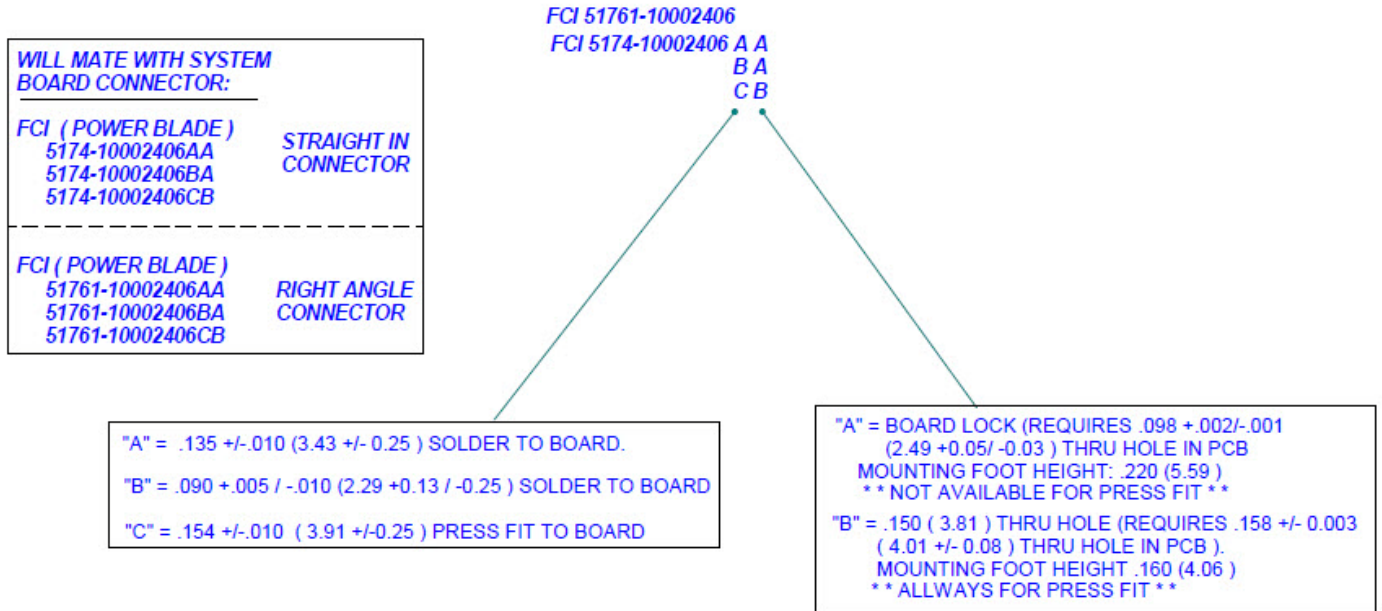 FCI 51761-10002406
FCI 5174-10002406 A A
B A
C B
WILL MATE WITH SYSTEM
BOARD CONNECTOR:
FCI ( POWER BLADE )
5174-10002406AA
5174-10002406BA
5174-10002406CB
STRAIGHT IN
CONNECTOR
FCI ( POWER BLADE )
51761-10002406AA
51761-10002406BA
51761-10002406CB
RIGHT ANGLE
CONNECTOR
"A" = .135 +/-.010 (3.43 +/- 0.25 ) SOLDER TO BOARD.
"B" = .090 +.005 / -.010 (2.29 +0.13 / -0.25 ) SOLDER TO BOARD
"C" = .154 +/-.010 ( 3.91 +/-0.25 ) PRESS FIT TO BOARD
"A" = BOARD LOCK (REQUIRES .098 +.002/-.001
(2.49 +0.05/ -0.03 ) THRU HOLE IN PCB
MOUNTING FOOT HEIGHT: .220 (5.59 )
* * NOT AVAILABLE FOR PRESS FIT * *
"B" = .150 ( 3.81 ) THRU HOLE (REQUIRES .158 +/- 0.003
( 4.01 +/- 0.08 ) THRU HOLE IN PCB ).
MOUNTING FOOT HEIGHT .160 (4.06 )
* * ALLWAYS FOR PRESS FIT * *